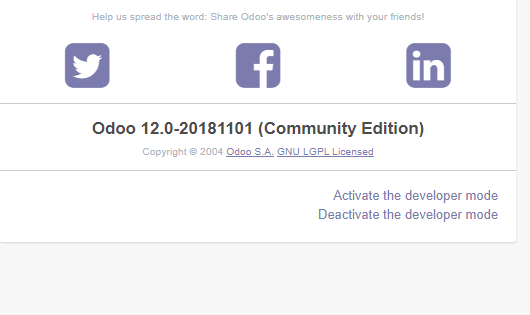 Help us spread the word: Share Odoo's awesomeness with your friends!
Odoo 12.0-20181101 (Community Edition)
Copyright © 2004 Odoo S.A. GNU LGPL Licensed
Activate the developer mode
Deactivate the developer mode